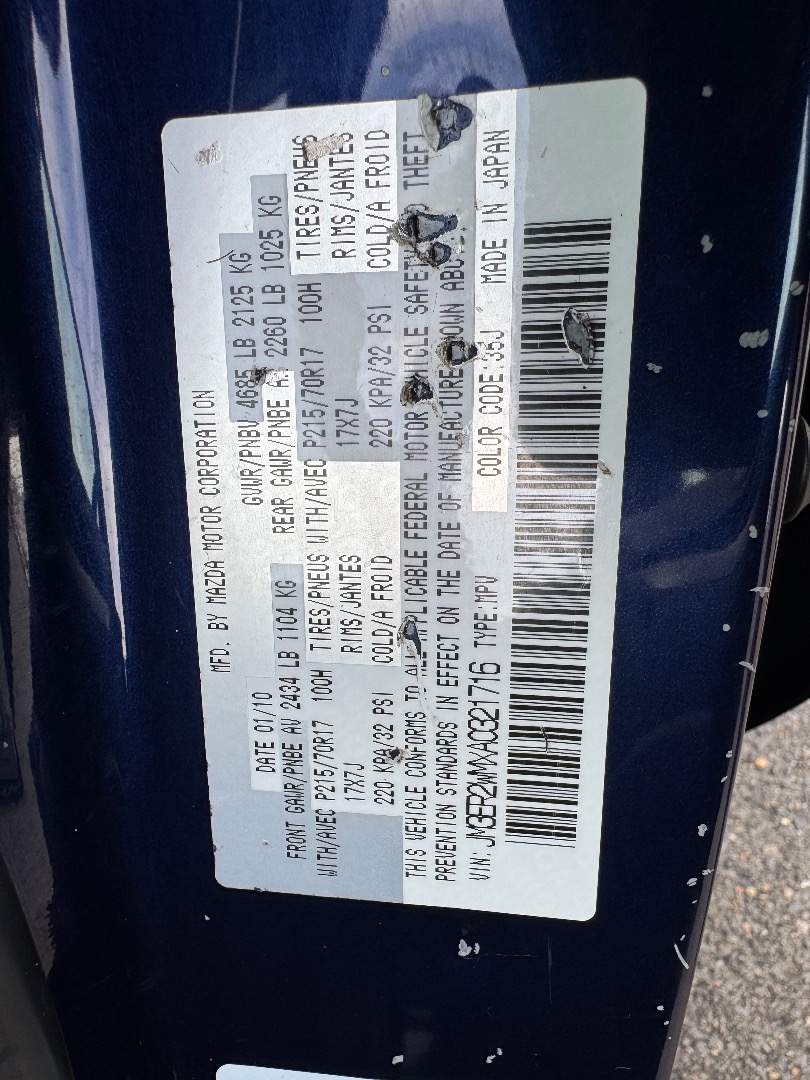 MFD. BY MAZDA MOTOR CORPORATION
DATE 01/10 GVWR/PNBV 4685 LB 2125 KG
FRONT GAWR/PNBE AV 2434 LB 1104 KG REAR GAWR/PNBE 2260 LB 1025 KG
TIRES/PNEUS TIRES/PNEUS
WITH/AVEC P215/70R17 100H WITH/AVEC P215/70R17 100H
RIMS/JANTES RIMS/JANTES
17X7J 17X7J
COLD/A FROID COLD/A FROID
220 KPA/32 PSI 220 KPA/32 PSI
THIS VEHICLE CONFORMS TO ALL APPLICABLE FEDERAL MOTOR VEHICLE SAFETY THEFT
PREVENTION STANDARDS IN EFFECT ON THE DATE OF MANUFACTURE SHOWN ABOVE
VIN: JM3ER2WMXA0321716 TYPE:MPV COLOR CODE:35J MADE IN JAPAN